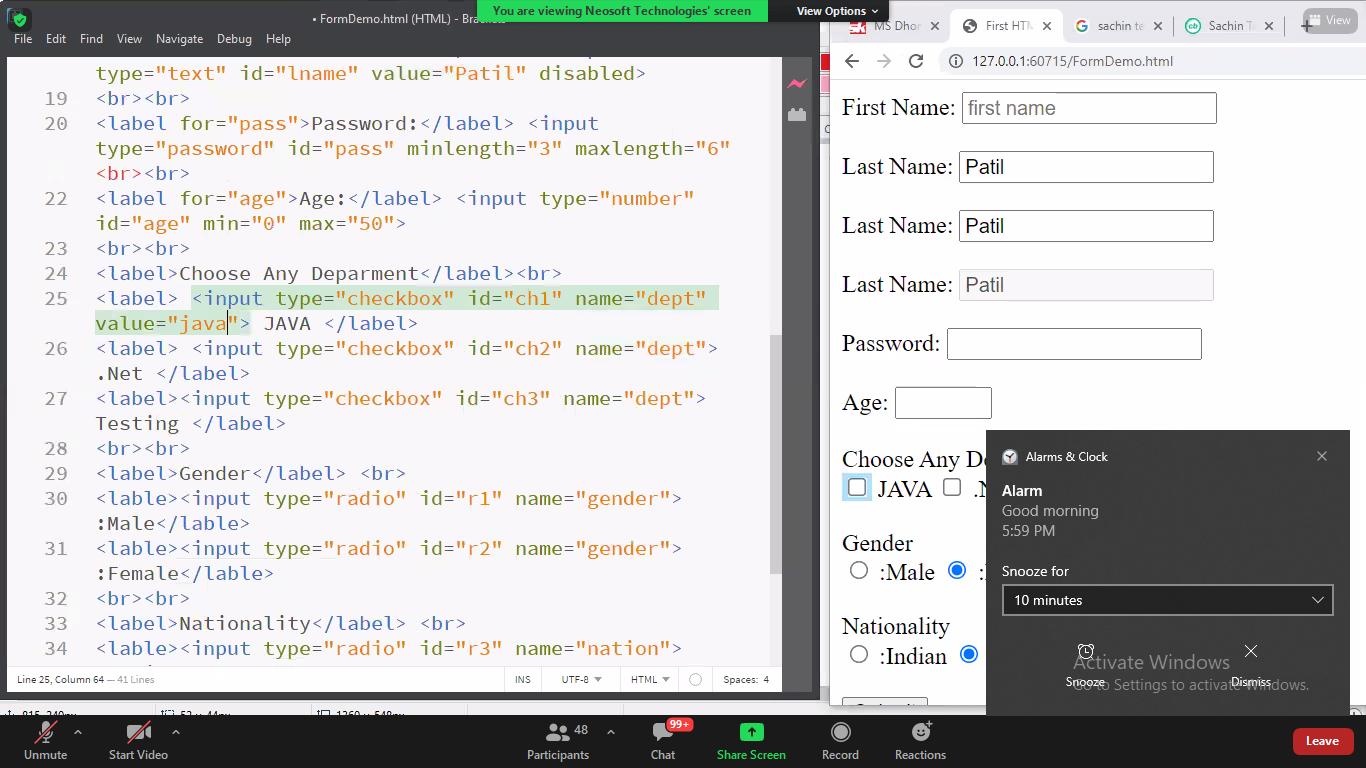 • FormDemo.html (HTML) - Brackets
You are viewing Neosoft Technologies' screen
View Options
File Edit Find View Navigate Debug Help
type="text" id="lname" value="Patil" disabled>
19 <br><br>
20 <label for="pass">Password:</label> <input
type="password" id="pass" minlength="3" maxlength="6"
<br><br>
22 <label for="age">Age:</label> <input type="number"
id="age" min="0" max="50">
23 <br><br>
24 <label>Choose Any Deparment</label><br>
25 <label> <input type="checkbox" id="ch1" name="dept"
value="java"> JAVA </label>
26 <label> <input type="checkbox" id="ch2" name="dept">
.Net </label>
27 <label><input type="checkbox" id="ch3" name="dept">
Testing </label>
28 <br><br>
29 <label>Gender</label> <br>
30 <lable><input type="radio" id="r1" name="gender">
:Male</lable>
31 <lable><input type="radio" id="r2" name="gender">
:Female</lable>
32 <br><br>
33 <label>Nationality</label> <br>
34 <lable><input type="radio" id="r3" name="nation">
Line 25, Column 64 — 41 Lines
INS UTF-8 HTML Spaces: 4
MS Dhor First HTM sachin te Sachin T View
127.0.0.1:60715/FormDemo.html
First Name: first name
Last Name: Patil
Last Name: Patil
Last Name: Patil
Password:
Age:
Choose Any De
JAVA .N
Gender
:Male :
Nationality
:Indian
Alarms & Clock
Alarm
Good morning
5:59 PM
Snooze for
10 minutes
Snooze Dismiss
Activate Windows
Go to Settings to activate Windows.
Unmute Start Video Participants 48 Chat 99+ Share Screen Record Reactions Leave